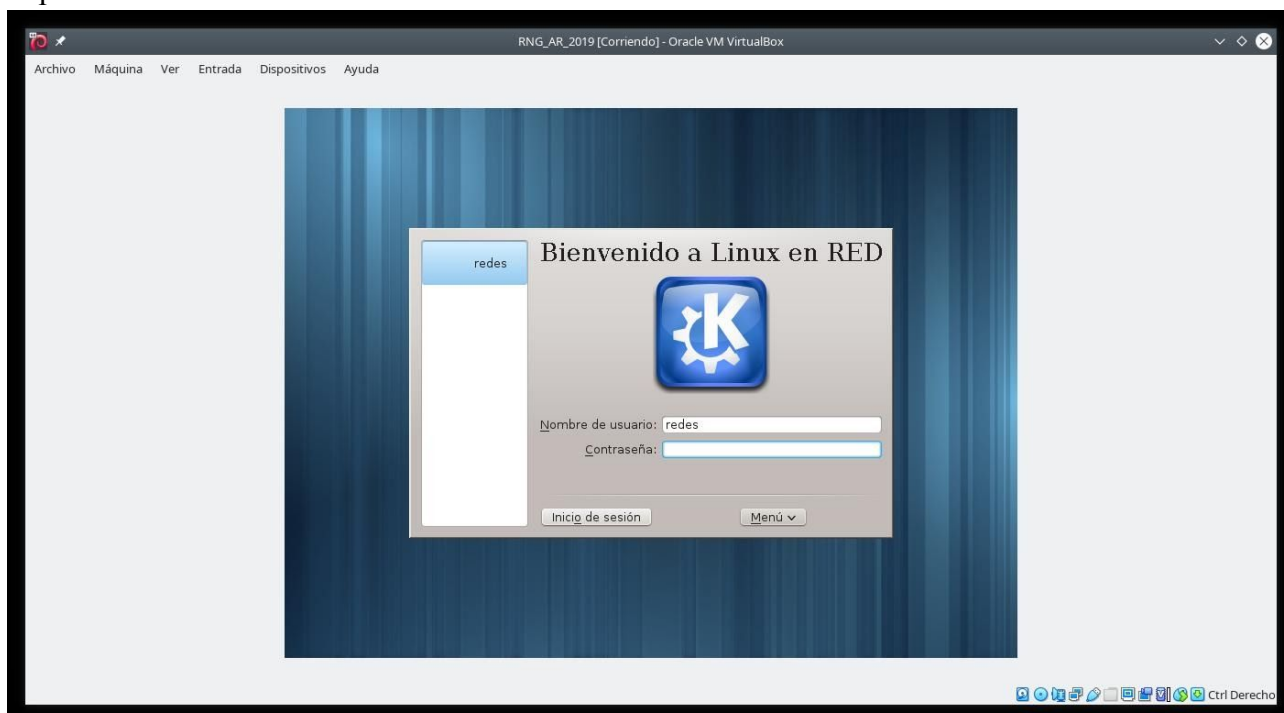 RNG_AR_2019 [Corriendo] - Oracle VM VirtualBox
Archivo Máquina Ver Entrada Dispositivos Ayuda
redes
Bienvenido a Linux en RED
K
Nombre de usuario: redes
Contraseña:
Inicio de sesión Menú
Ctrl Derecho